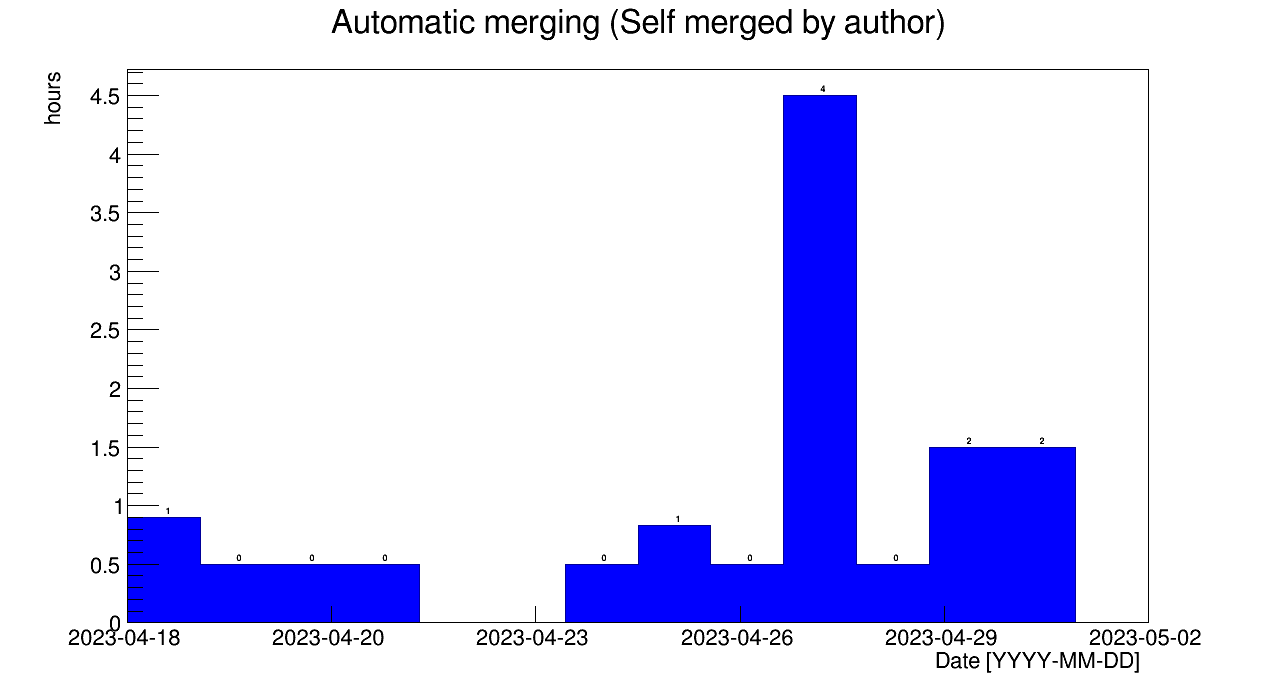 Automatic merging (Self merged by author)
hours
4.5
4
3.5
3
2.5
2
1.5
1
0.5
0
4
2 2
1
1
0 0 0 0 0 0
2023-04-18 2023-04-20 2023-04-23 2023-04-26 2023-04-29 2023-05-02
Date [YYYY-MM-DD]